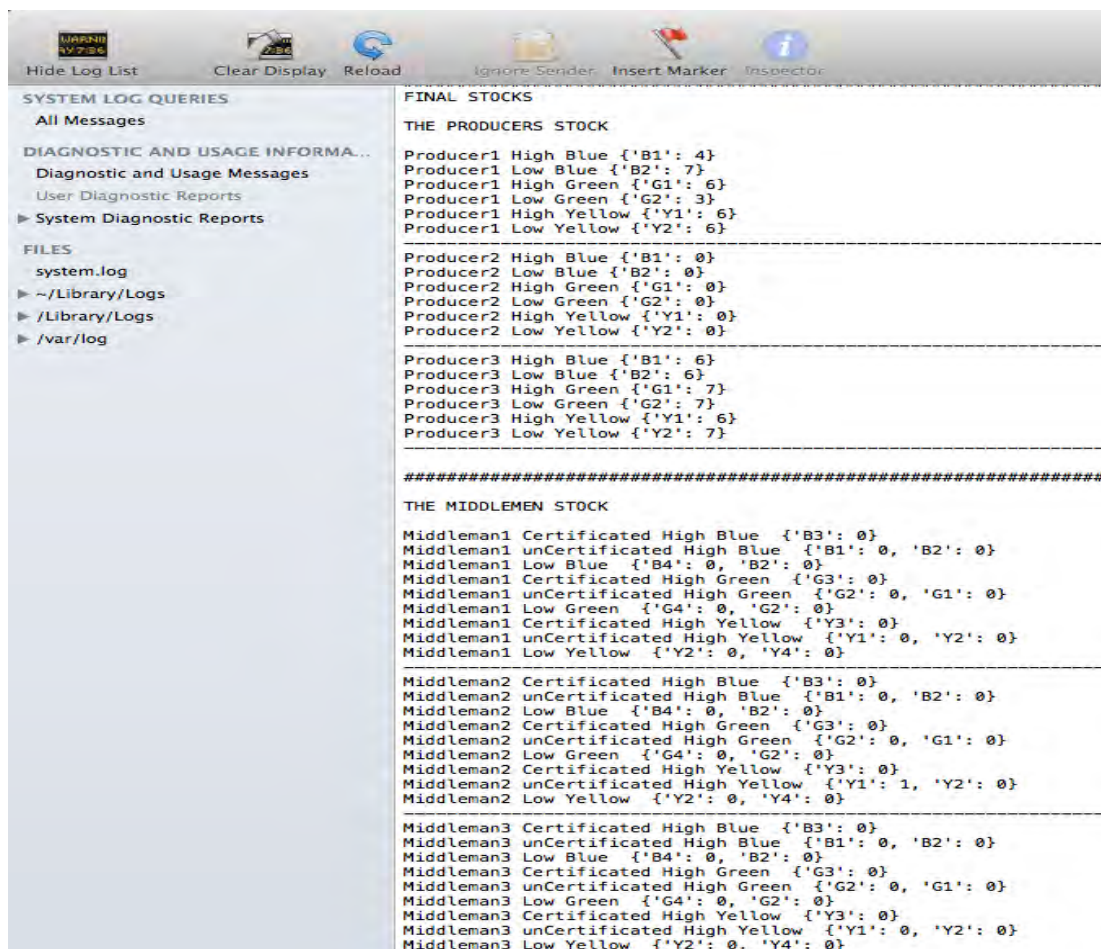 WARNIN
AY 7:36
7:36
Hide Log List
Clear Display
Reload
Ignore Sender
Insert Marker
Inspector
SYSTEM LOG QUERIES
All Messages
DIAGNOSTIC AND USAGE INFORMA...
Diagnostic and Usage Messages
User Diagnostic Reports
System Diagnostic Reports
FILES
system.log
~/Library/Logs
/Library/Logs
/var/log
FINAL STOCKS
THE PRODUCERS STOCK
Producer1 High Blue {'B1': 4}
Producer1 Low Blue {'B2': 7}
Producer1 High Green {'G1': 6}
Producer1 Low Green {'G2': 3}
Producer1 High Yellow {'Y1': 6}
Producer1 Low Yellow {'Y2': 6}
Producer2 High Blue {'B1': 0}
Producer2 Low Blue {'B2': 0}
Producer2 High Green {'G1': 0}
Producer2 Low Green {'G2': 0}
Producer2 High Yellow {'Y1': 0}
Producer2 Low Yellow {'Y2': 0}
Producer3 High Blue {'B1': 6}
Producer3 Low Blue {'B2': 6}
Producer3 High Green {'G1': 7}
Producer3 Low Green {'G2': 7}
Producer3 High Yellow {'Y1': 6}
Producer3 Low Yellow {'Y2': 7}
################################################################
THE MIDDLEMEN STOCK
Middleman1 Certificated High Blue  {'B3': 0}
Middleman1 unCertificated High Blue  {'B1': 0, 'B2': 0}
Middleman1 Low Blue  {'B4': 0, 'B2': 0}
Middleman1 Certificated High Green  {'G3': 0}
Middleman1 unCertificated High Green  {'G2': 0, 'G1': 0}
Middleman1 Low Green  {'G4': 0, 'G2': 0}
Middleman1 Certificated High Yellow  {'Y3': 0}
Middleman1 unCertificated High Yellow  {'Y1': 0, 'Y2': 0}
Middleman1 Low Yellow  {'Y2': 0, 'Y4': 0}
Middleman2 Certificated High Blue  {'B3': 0}
Middleman2 unCertificated High Blue  {'B1': 0, 'B2': 0}
Middleman2 Low Blue  {'B4': 0, 'B2': 0}
Middleman2 Certificated High Green  {'G3': 0}
Middleman2 unCertificated High Green  {'G2': 0, 'G1': 0}
Middleman2 Low Green  {'G4': 0, 'G2': 0}
Middleman2 Certificated High Yellow  {'Y3': 0}
Middleman2 unCertificated High Yellow  {'Y1': 1, 'Y2': 0}
Middleman2 Low Yellow  {'Y2': 0, 'Y4': 0}
Middleman3 Certificated High Blue  {'B3': 0}
Middleman3 unCertificated High Blue  {'B1': 0, 'B2': 0}
Middleman3 Low Blue  {'B4': 0, 'B2': 0}
Middleman3 Certificated High Green  {'G3': 0}
Middleman3 unCertificated High Green  {'G2': 0, 'G1': 0}
Middleman3 Low Green  {'G4': 0, 'G2': 0}
Middleman3 Certificated High Yellow  {'Y3': 0}
Middleman3 unCertificated High Yellow  {'Y1': 0, 'Y2': 0}
Middleman3 Low Yellow  {'Y2': 0, 'Y4': 0}